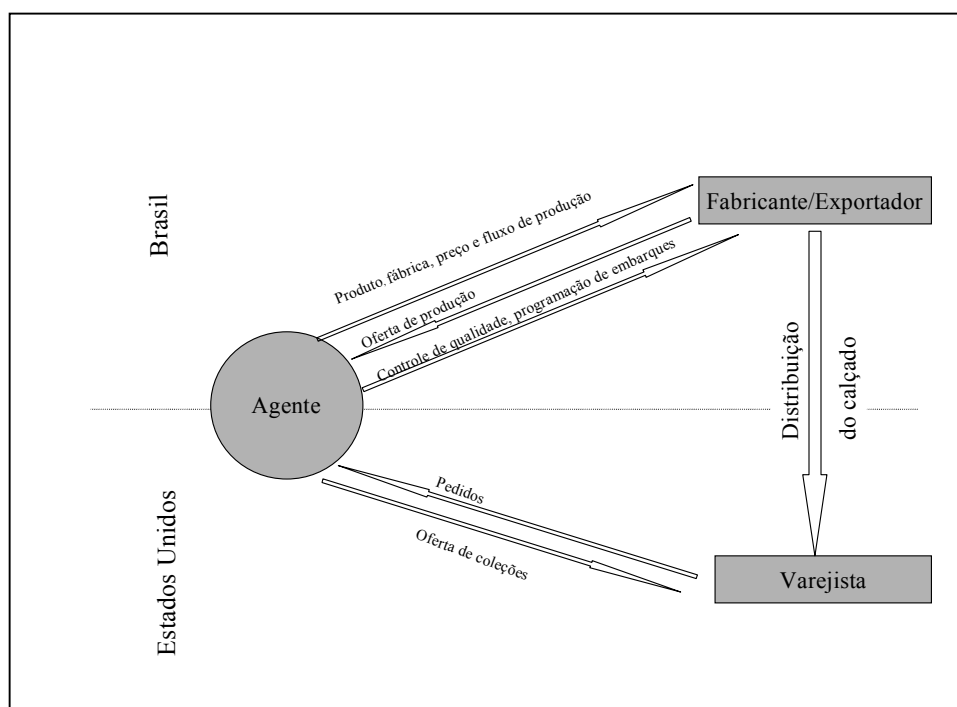 Brasil
Fabricante/Exportador
Produto. fábrica, preço e fluxo de produção
Oferta de produção
Controle de qualidade, programação de embarques
Agente
Distribuição
do calçado
Estados Unidos
Pedidos
Oferta de coleções
Varejista